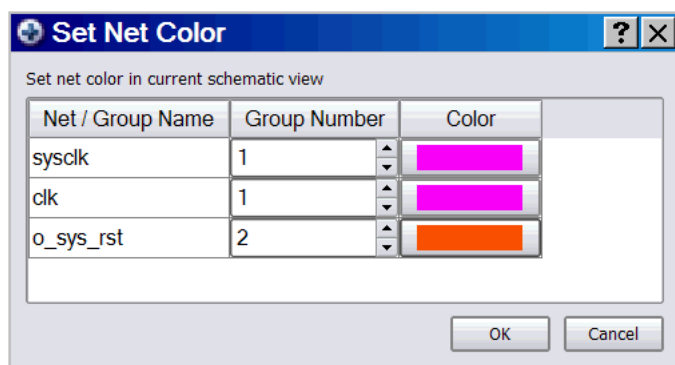 Set Net Color
Set net color in current schematic view
Net / Group Name Group Number Color
sysclk 1
clk 1
o_sys_rst 2
OK Cancel